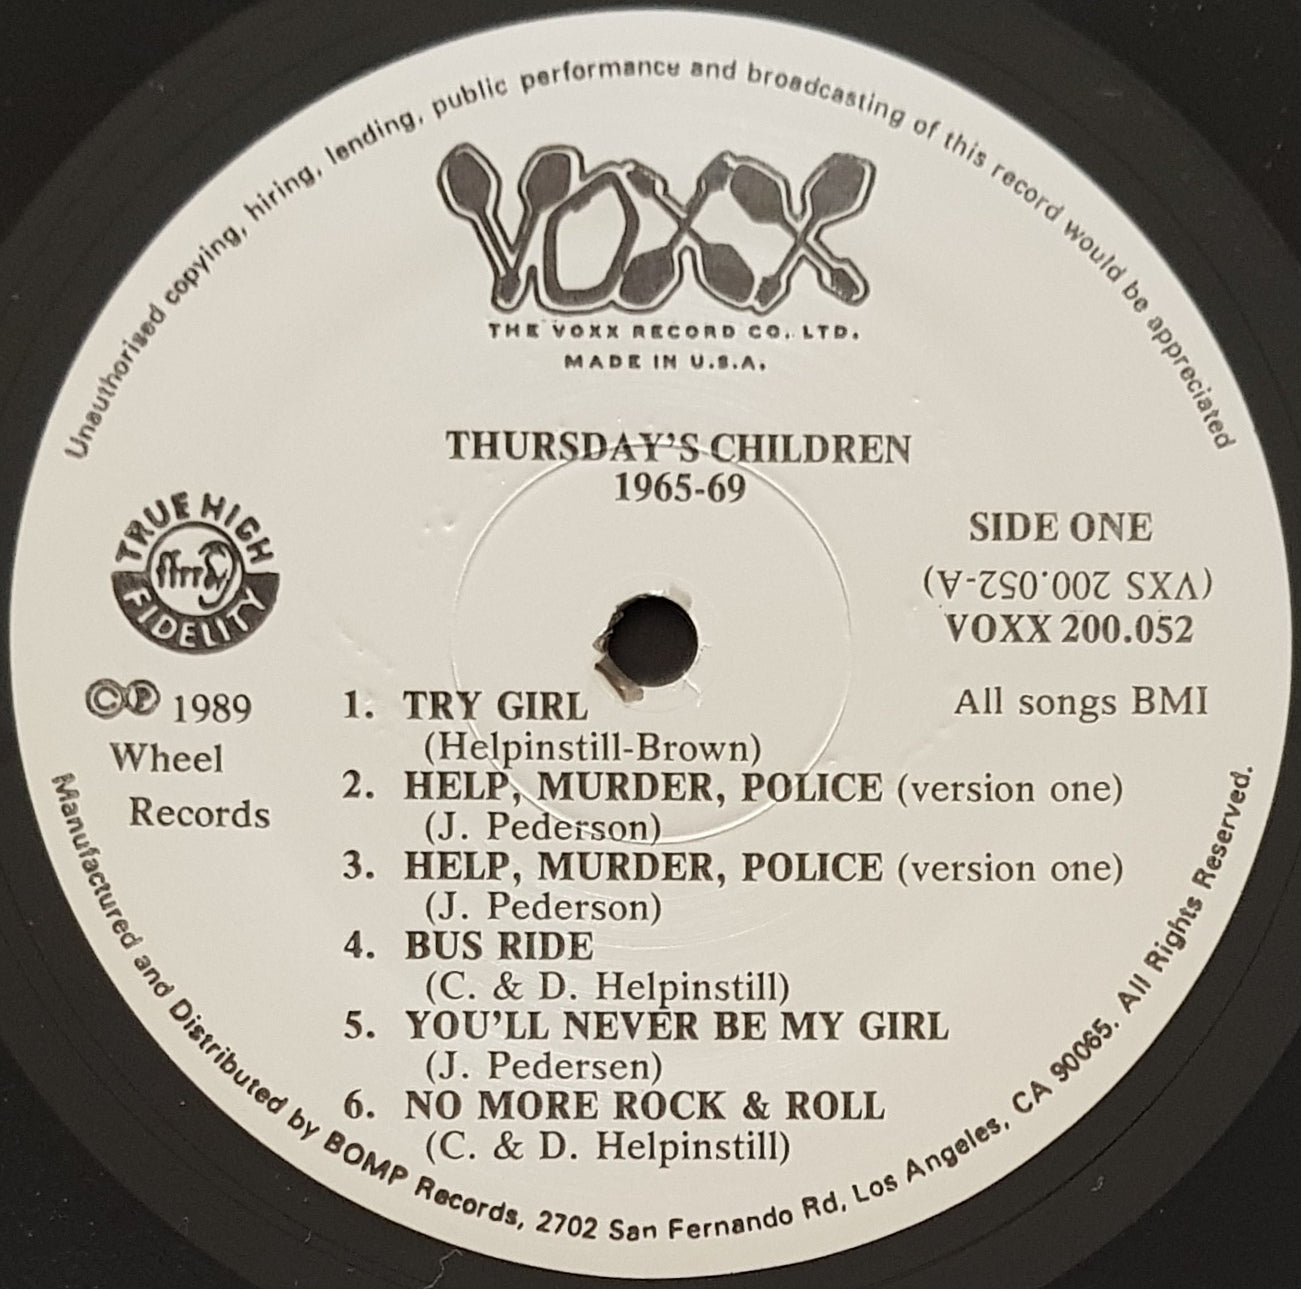 Unauthorised copying, hiring, lending, public performance and broadcasting of this record would be appreciated
VOXX
THE VOXX RECORD CO. LTD.
MADE IN U.S.A.
THURSDAY'S CHILDREN
1965-69
TRUE HIGH
ffrr
FIDELITY
SIDE ONE
(VXS 200.052-A)
VOXX 200.052
All songs BMI
©℗ 1989
Wheel
Records
1. TRY GIRL
(Helpinstill-Brown)
2. HELP, MURDER, POLICE (version one)
(J. Pederson)
3. HELP, MURDER, POLICE (version one)
(J. Pederson)
4. BUS RIDE
(C. & D. Helpinstill)
5. YOU'LL NEVER BE MY GIRL
(J. Pedersen)
6. NO MORE ROCK & ROLL
(C. & D. Helpinstill)
Manufactured and Distributed by BOMP Records, 2702 San Fernando Rd, Los Angeles, CA 90065. All Rights Reserved.